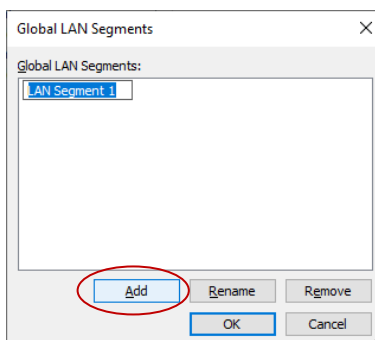 Global LAN Segments
Global LAN Segments:
LAN Segment 1
Add Rename Remove
OK Cancel